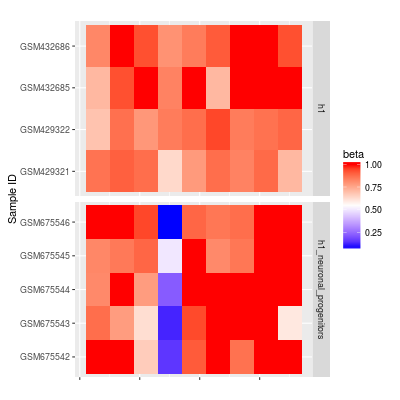 GSM432686
GSM432685
GSM429322
GSM429321
h1
GSM675546
GSM675545
GSM675544
GSM675543
GSM675542
h1_neuronal_progenitors
Sample ID
beta
1.00
0.75
0.50
0.25